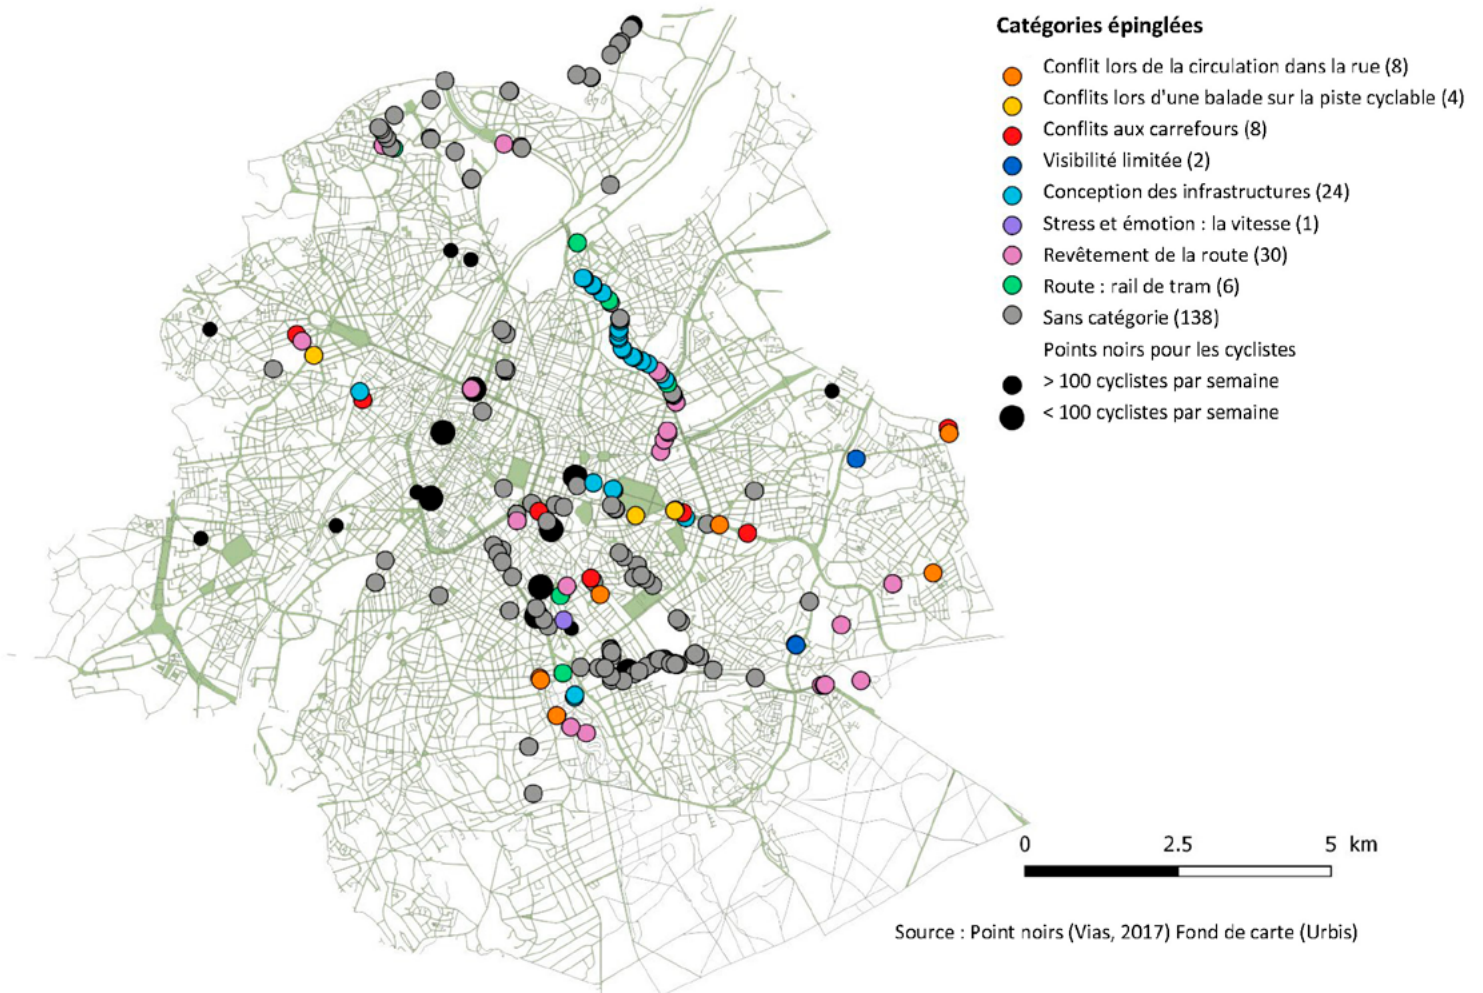 Catégories épinglées
Conflit lors de la circulation dans la rue (8)
Conflits lors d'une balade sur la piste cyclable (4)
Conflits aux carrefours (8)
Visibilité limitée (2)
Conception des infrastructures (24)
Stress et émotion : la vitesse (1)
Revêtement de la route (30)
Route : rail de tram (6)
Sans catégorie (138)
Points noirs pour les cyclistes
> 100 cyclistes par semaine
< 100 cyclistes par semaine
0 2.5 5 km
Source : Point noirs (Vias, 2017) Fond de carte (Urbis)